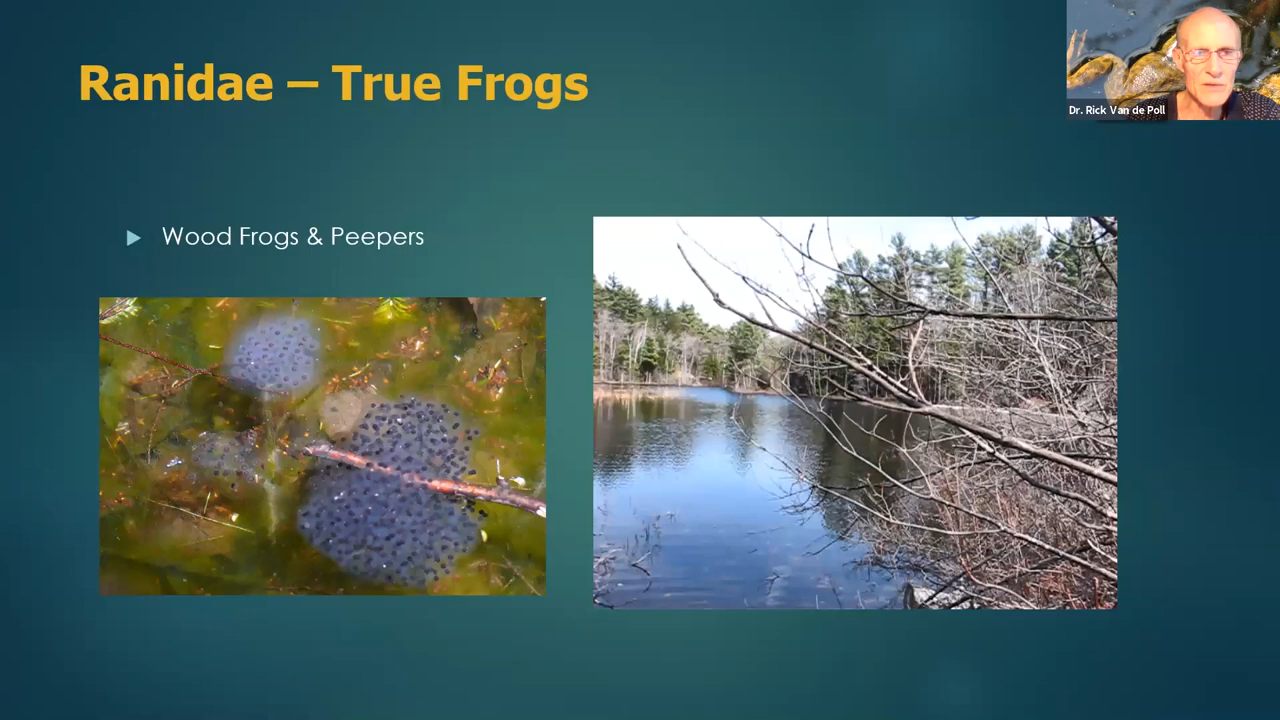 Ranidae – True Frogs
Dr. Rick Van de Poll
Wood Frogs & Peepers